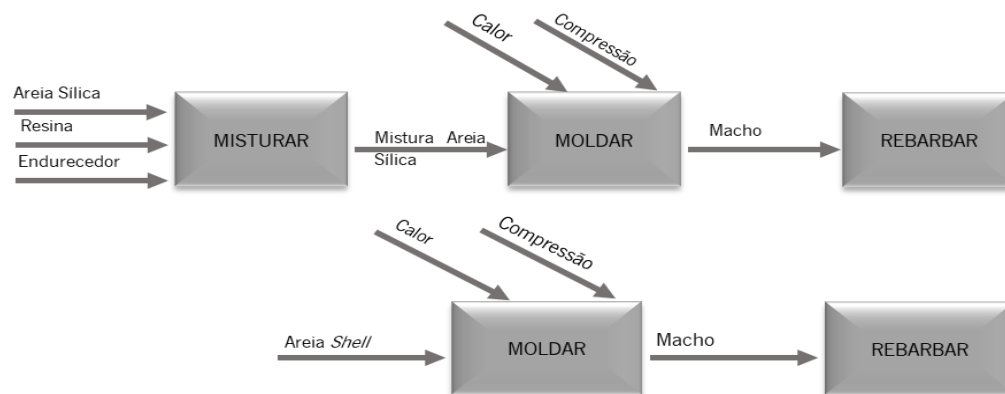 Calor
Compressão
Areia Sílica
Resina
Endurecedor
MISTURAR
Mistura Areia
Sílica
MOLDAR
Macho
REBARBAR
Calor
Compressão
Areia Shell
MOLDAR
Macho
REBARBAR